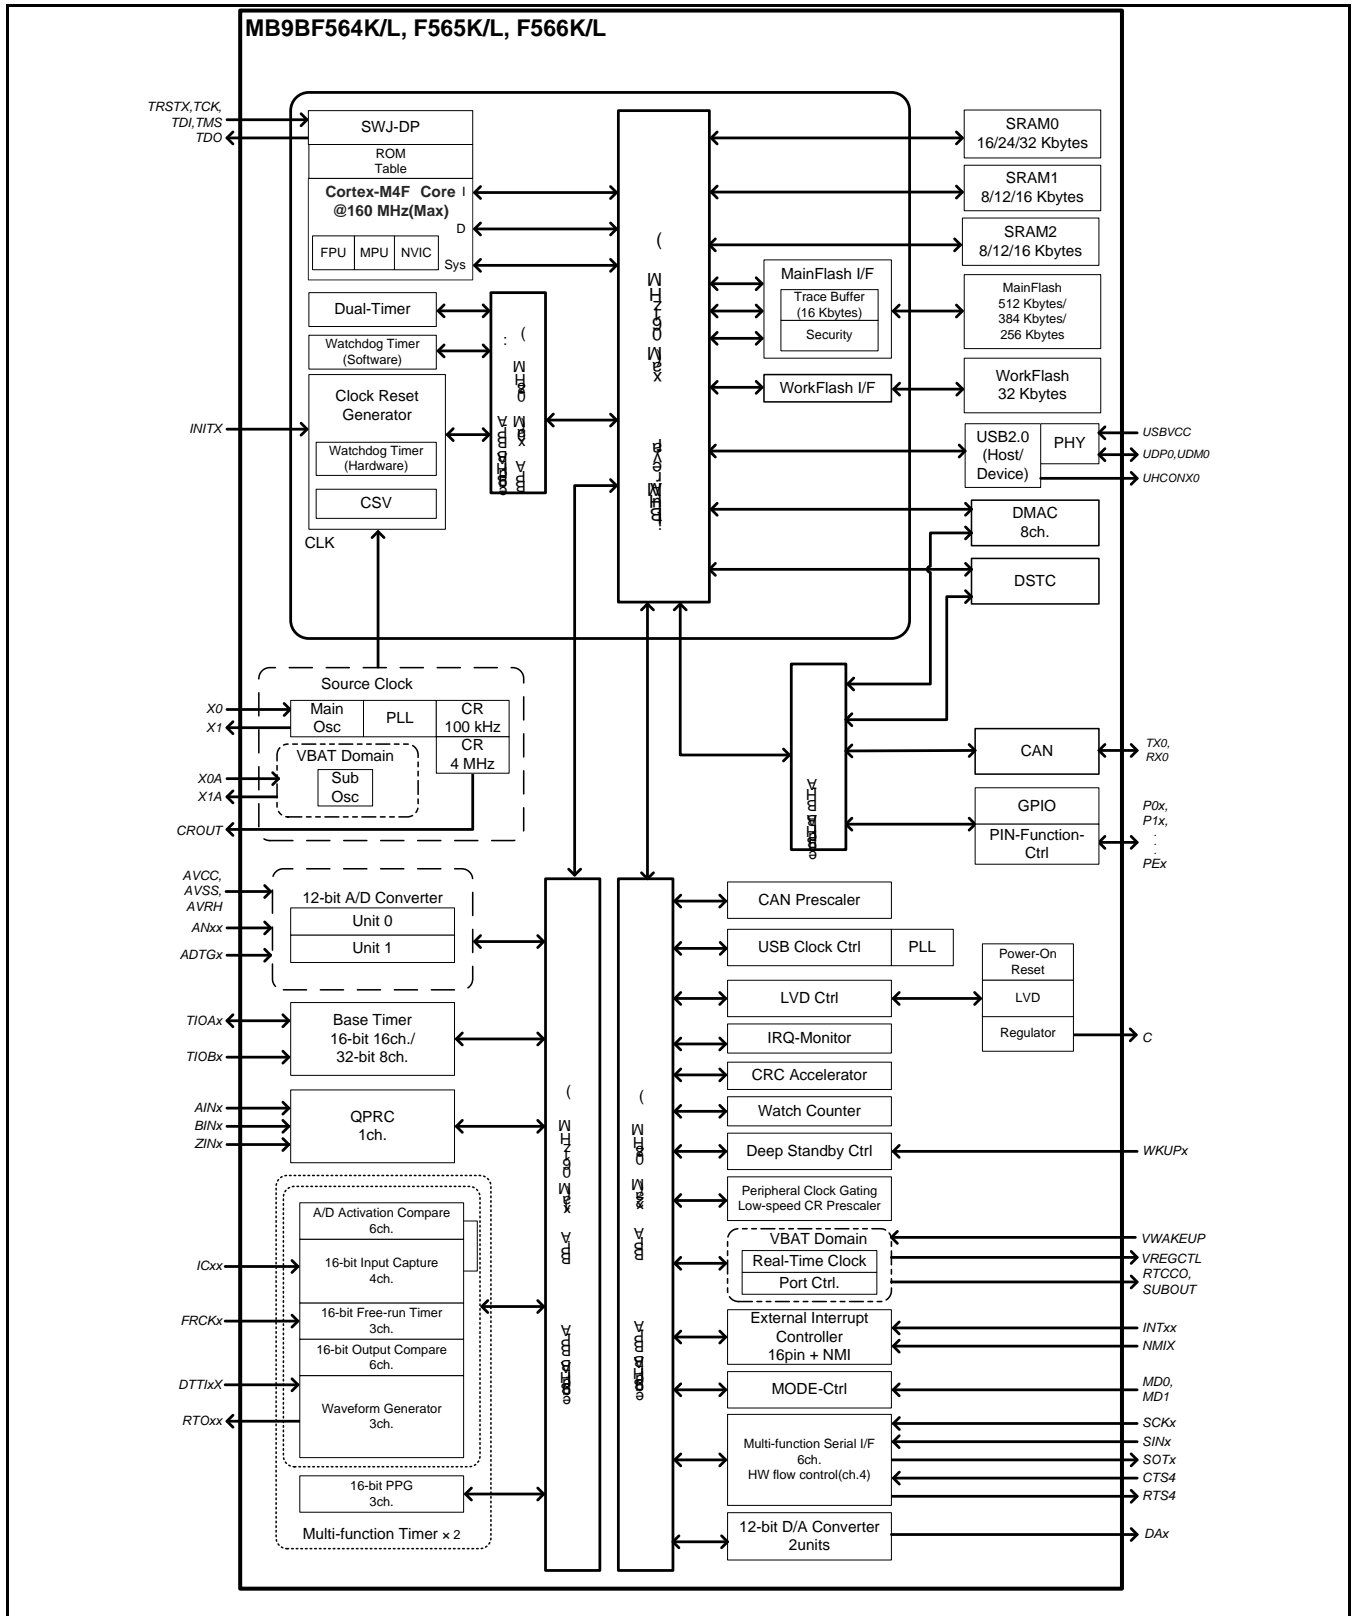 MB9BF564K/L, F565K/L, F566K/L
TRSTX,TCK,
TDI,TMS
TDO
SWJ-DP
ROM
Table
Cortex-M4F Core
@160 MHz(Max)
I
D
Sys
FPU
MPU
NVIC
Dual-Timer
Watchdog Timer
(Software)
Clock Reset
Generator
Watchdog Timer
(Hardware)
CSV
CLK
INITX
SRAM0
16/24/32 Kbytes
SRAM1
8/12/16 Kbytes
SRAM2
8/12/16 Kbytes
MainFlash I/F
Trace Buffer
(16 Kbytes)
Security
MainFlash
512 Kbytes/
384 Kbytes/
256 Kbytes
WorkFlash I/F
WorkFlash
32 Kbytes
USB2.0
(Host/
Device)
PHY
USBVCC
UDP0,UDM0
UHCONX0
DMAC
8ch.
DSTC
Source Clock
X0
X1
Main
Osc
PLL
CR
100 kHz
CR
4 MHz
VBAT Domain
Sub
Osc
X0A
X1A
CROUT
CAN
TX0,
RX0
GPIO
PIN-Function-
Ctrl
P0x,
P1x,
.
.
PEx
AVCC,
AVSS,
AVRH
ANxx
ADTGx
12-bit A/D Converter
Unit 0
Unit 1
TIOAx
TIOBx
Base Timer
16-bit 16ch./
32-bit 8ch.
AINx
BINx
ZINx
QPRC
1ch.
A/D Activation Compare
6ch.
16-bit Input Capture
4ch.
16-bit Free-run Timer
3ch.
16-bit Output Compare
6ch.
Waveform Generator
3ch.
16-bit PPG
3ch.
Multi-function Timer × 2
ICxx
FRCKx
DTTIxX
RTOxx
CAN Prescaler
USB Clock Ctrl
PLL
LVD Ctrl
Power-On
Reset
LVD
Regulator
C
IRQ-Monitor
CRC Accelerator
Watch Counter
Deep Standby Ctrl
WKUPx
Peripheral Clock Gating
Low-speed CR Prescaler
VBAT Domain
Real-Time Clock
Port Ctrl.
VWAKEUP
VREGCTL
RTCCO,
SUBOUT
External Interrupt
Controller
16pin + NMI
INTxx
NMIX
MODE-Ctrl
MD0,
MD1
Multi-function Serial I/F
6ch.
HW flow control(ch.4)
SCKx
SINx
SOTx
CTS4
RTS4
12-bit D/A Converter
2units
DAx